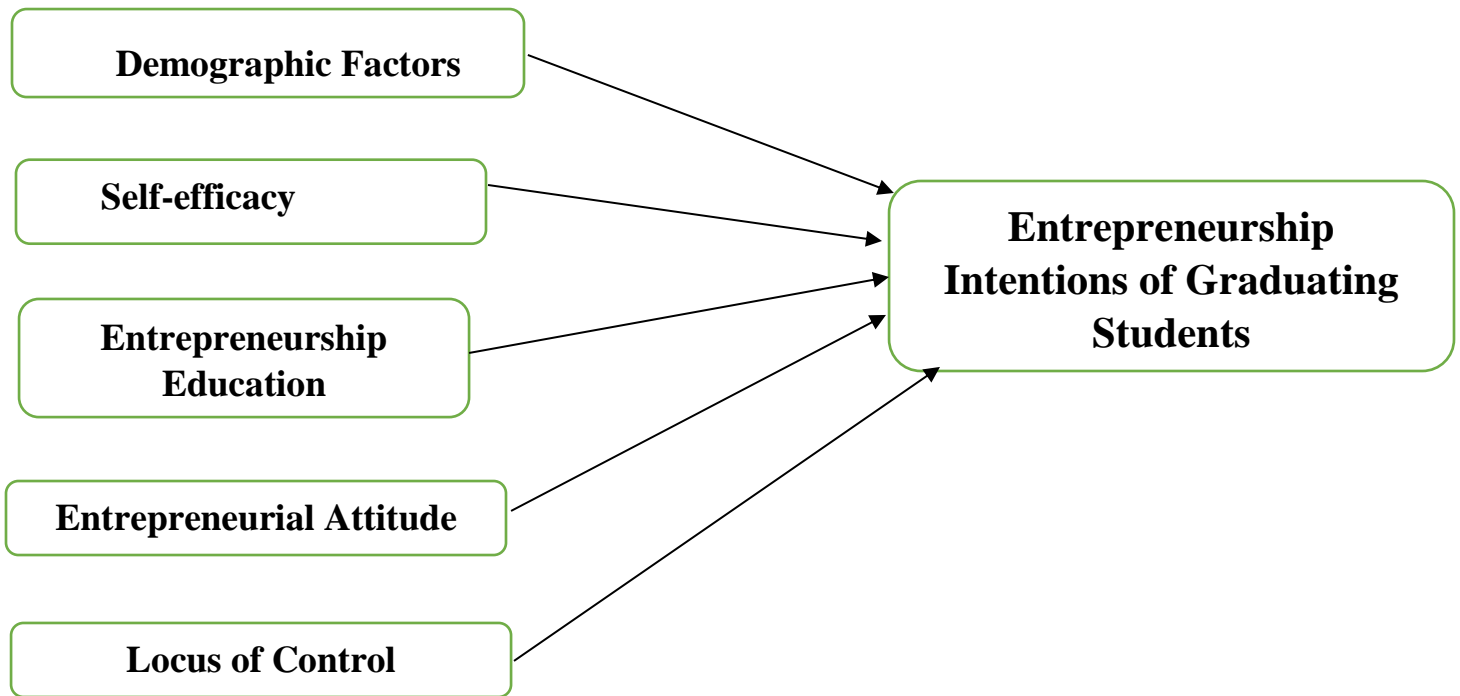 Demographic Factors
Self-efficacy
Entrepreneurship
Education
Entrepreneurial Attitude
Locus of Control
Entrepreneurship
Intentions of Graduating
Students